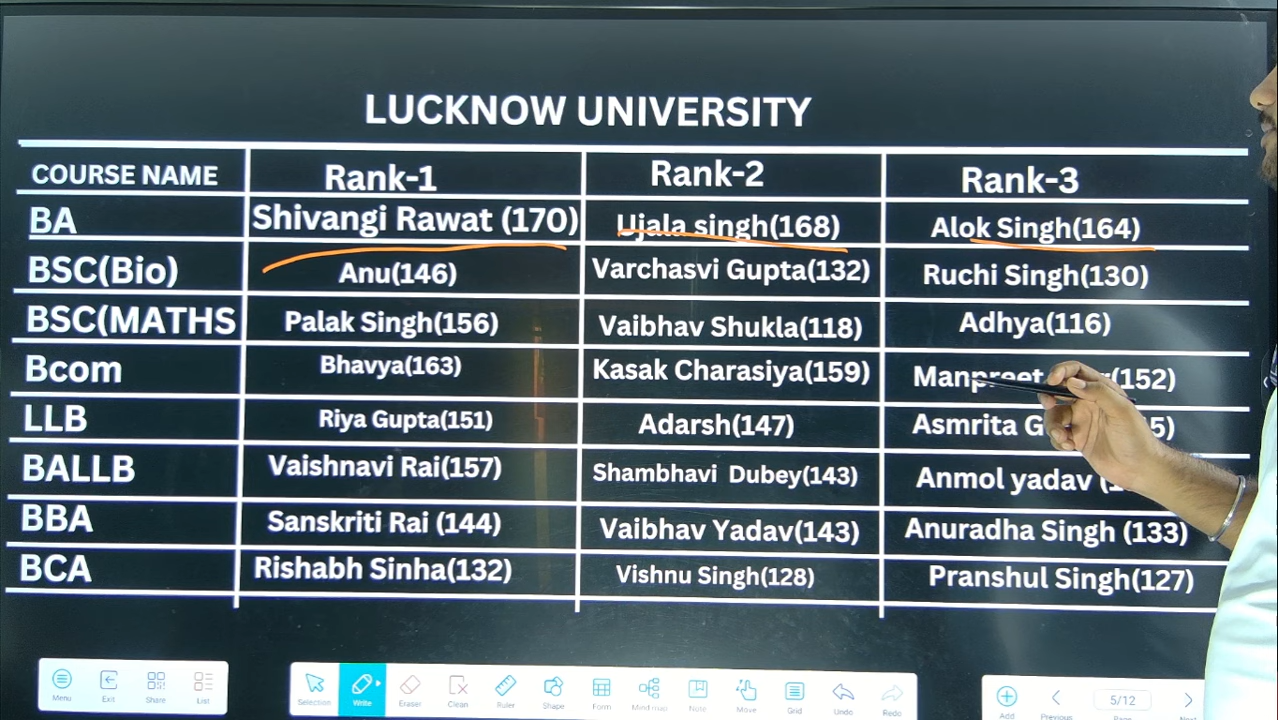 LUCKNOW UNIVERSITY
COURSE NAME Rank-1 Rank-2 Rank-3
BA Shivangi Rawat (170) Ujala singh(168) Alok Singh(164)
BSC(Bio) Anu(146) Varchasvi Gupta(132) Ruchi Singh(130)
BSC(MATHS Palak Singh(156) Vaibhav Shukla(118) Adhya(116)
Bcom Bhavya(163) Kasak Charasiya(159) Manpreet (152)
LLB Riya Gupta(151) Adarsh(147) Asmrita
BALLB Vaishnavi Rai(157) Shambhavi Dubey(143) Anmol yadav
BBA Sanskriti Rai (144) Vaibhav Yadav(143) Anuradha Singh (133)
BCA Rishabh Sinha(132) Vishnu Singh(128) Pranshul Singh(127)
Menu Exit Share List Selection Write Eraser Clean Ruler Shape Form Mind map Note Move Grid Undo Redo Add Previous 5/12